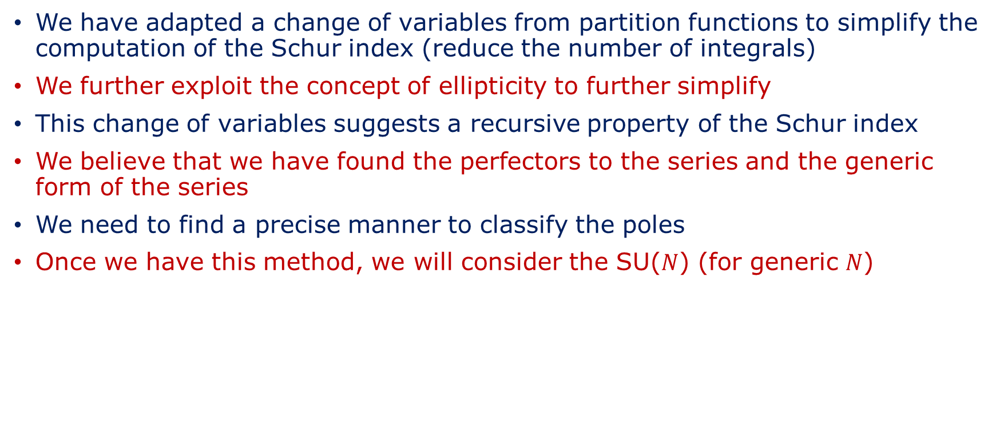 • We have adapted a change of variables from partition functions to simplify the
computation of the Schur index (reduce the number of integrals)
• We further exploit the concept of ellipticity to further simplify
• This change of variables suggests a recursive property of the Schur index
• We believe that we have found the perfectors to the series and the generic
form of the series
• We need to find a precise manner to classify the poles
• Once we have this method, we will consider the SU(𝑁) (for generic 𝑁)